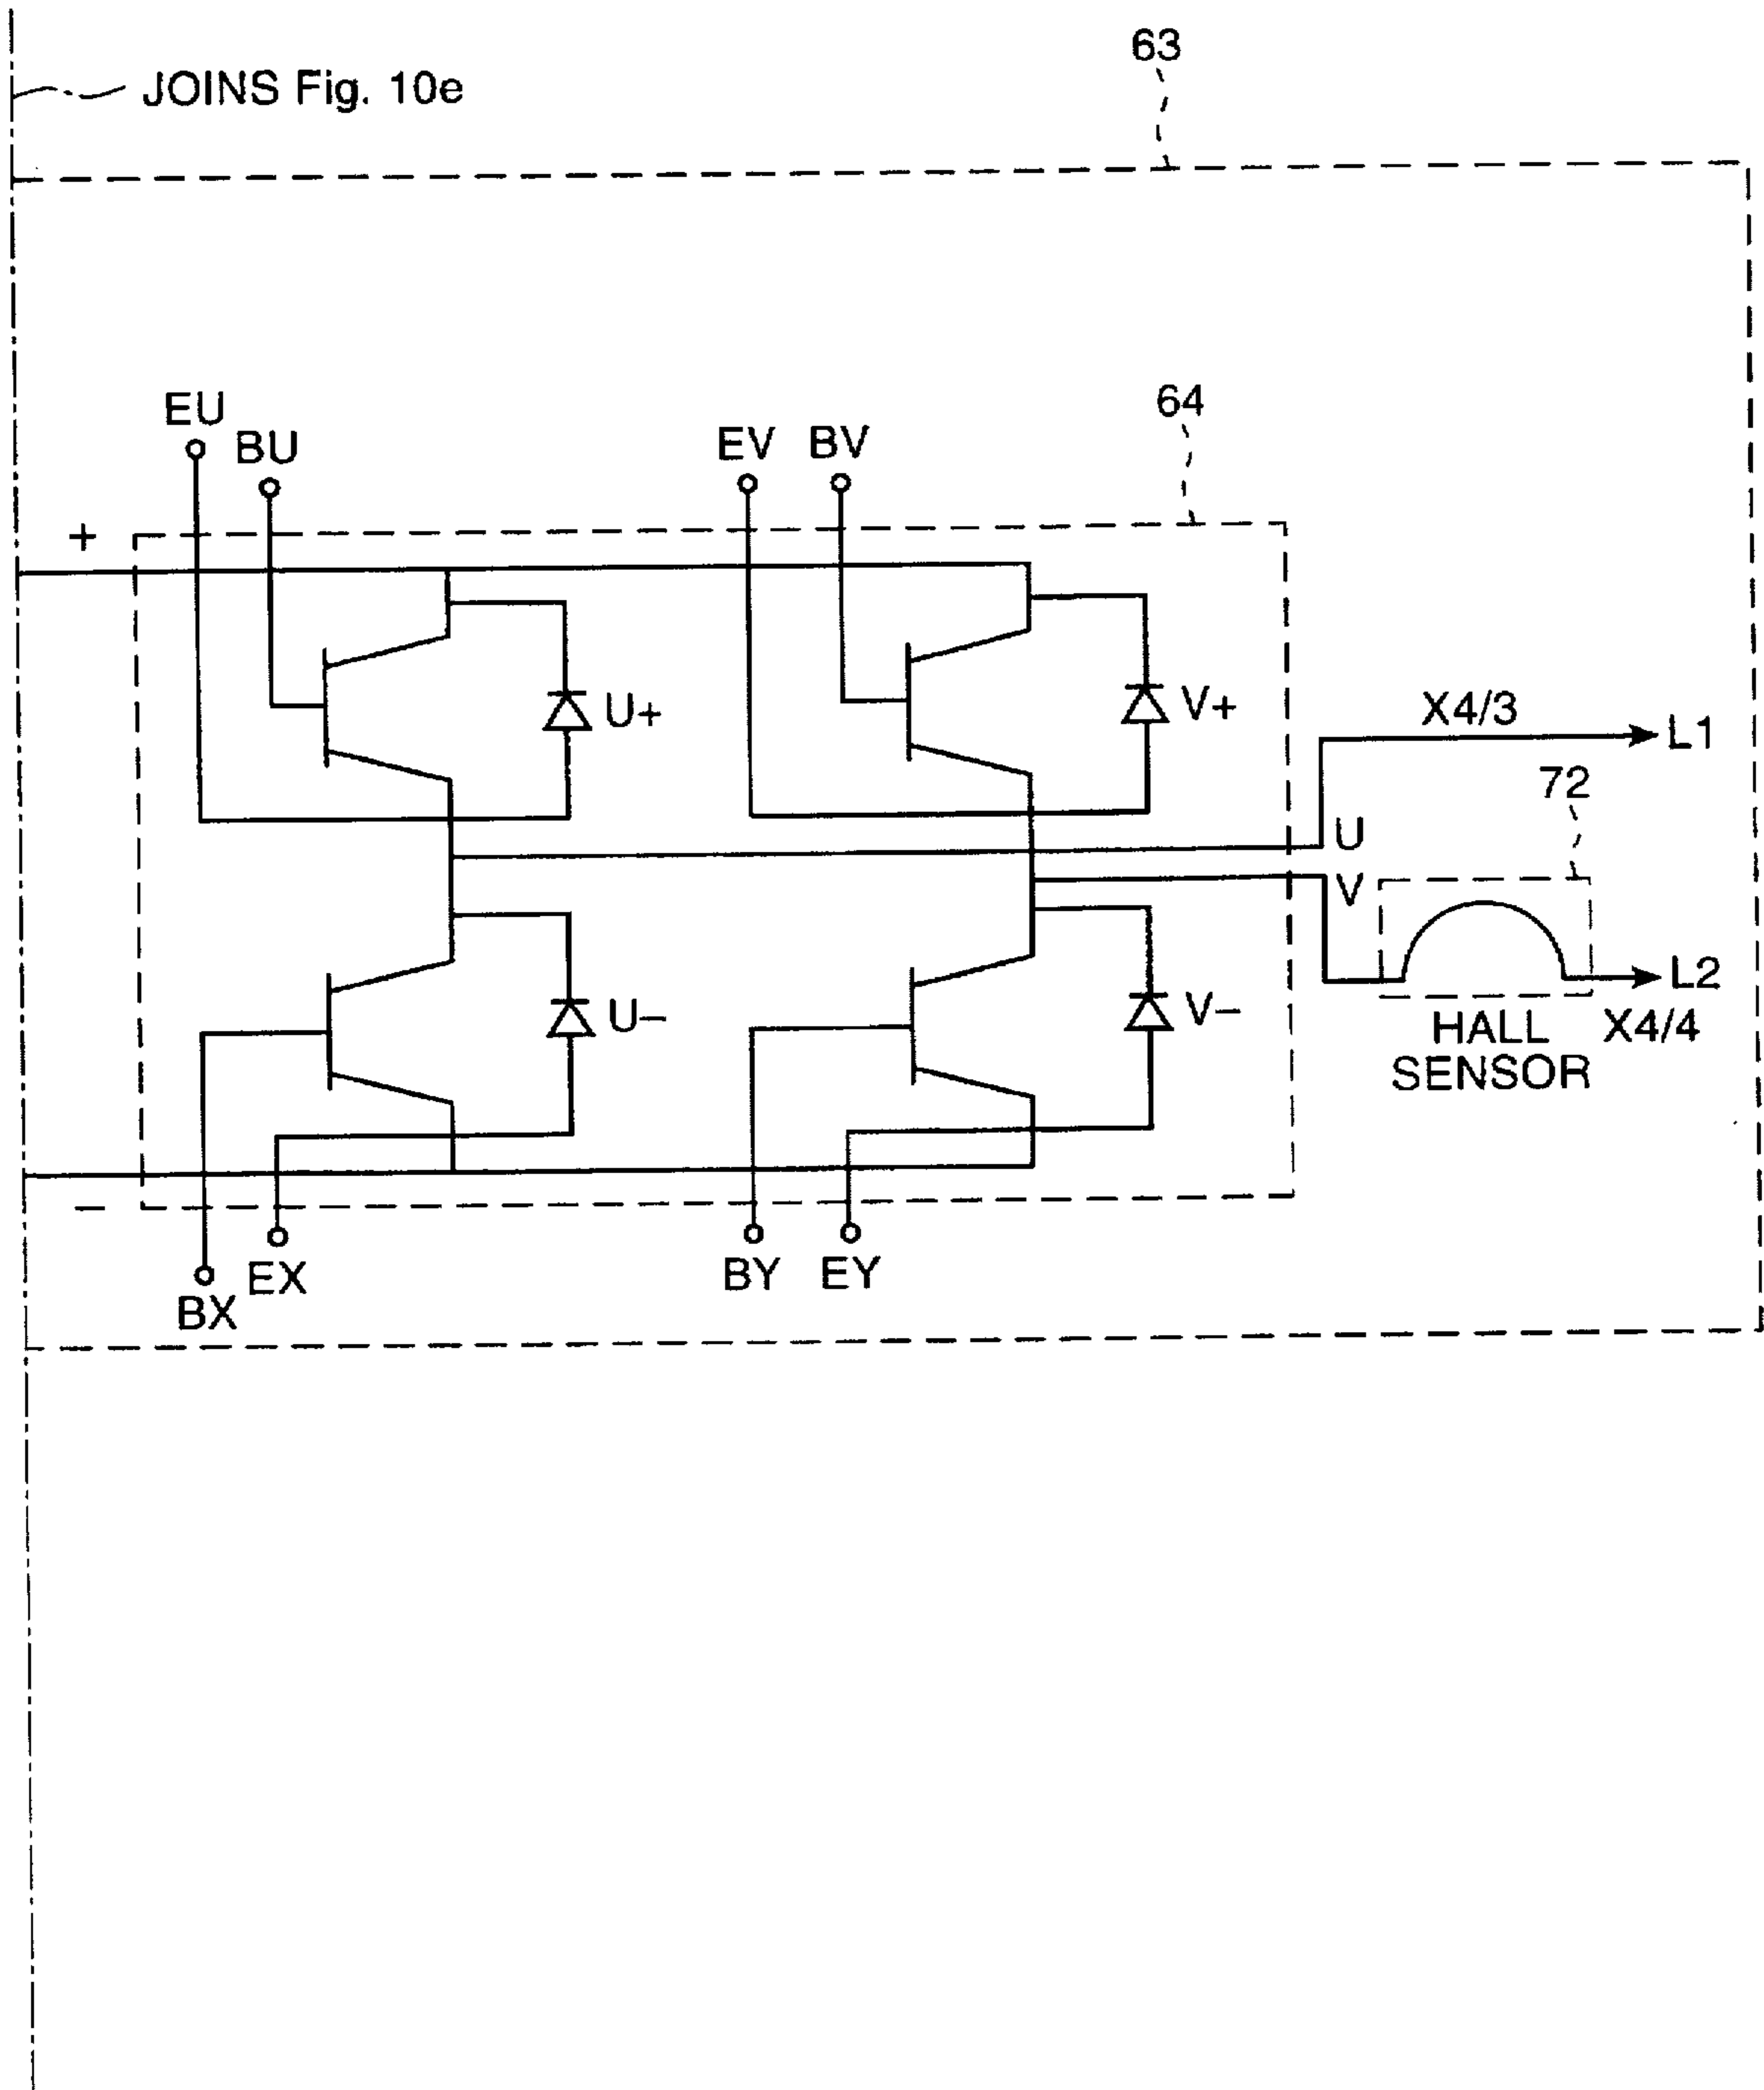 63
JOINS Fig. 10e
64
EU
BU
EV
BV
+
U+
V+
X4/3
L1
72
U
V
U−
V−
L2
HALL
SENSOR
X4/4
−
BX
EX
BY
EY